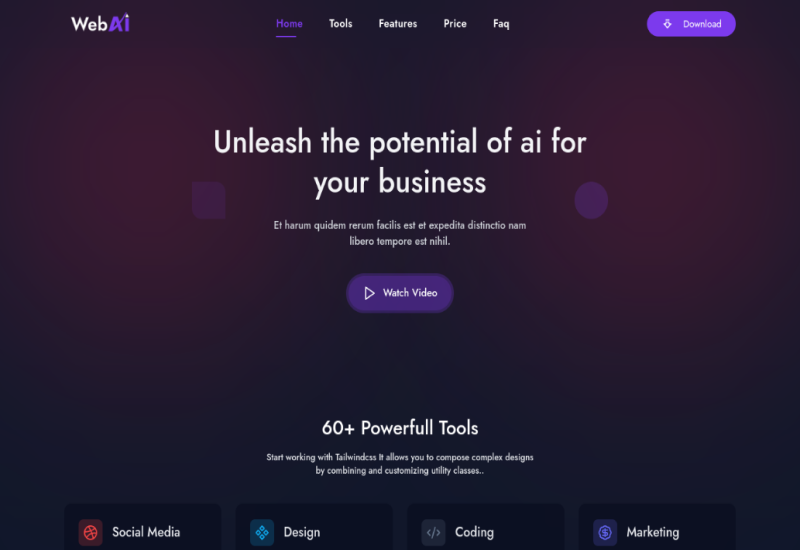 WebAi
Home Tools Features Price Faq
Download
Unleash the potential of ai for
your business
Et harum quidem rerum facilis est et expedita distinctio nam
libero tempore est nihil.
Watch Video
60+ Powerfull Tools
Start working with Tailwindcss It allows you to compose complex designs
by combining and customizing utility classes..
Social Media
Design
Coding
Marketing